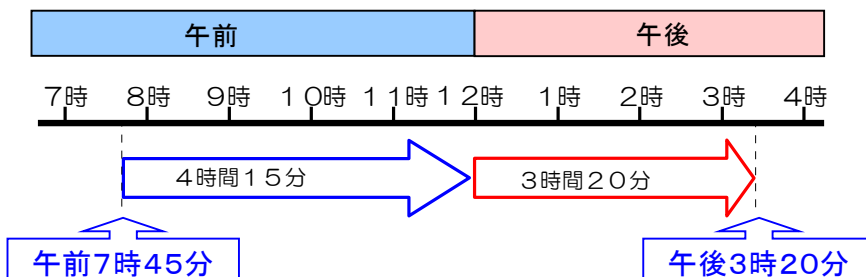 午前 午後
7時 8時 9時 10時 11時 12時 1時 2時 3時 4時
4時間15分 3時間20分
午前7時45分 午後3時20分